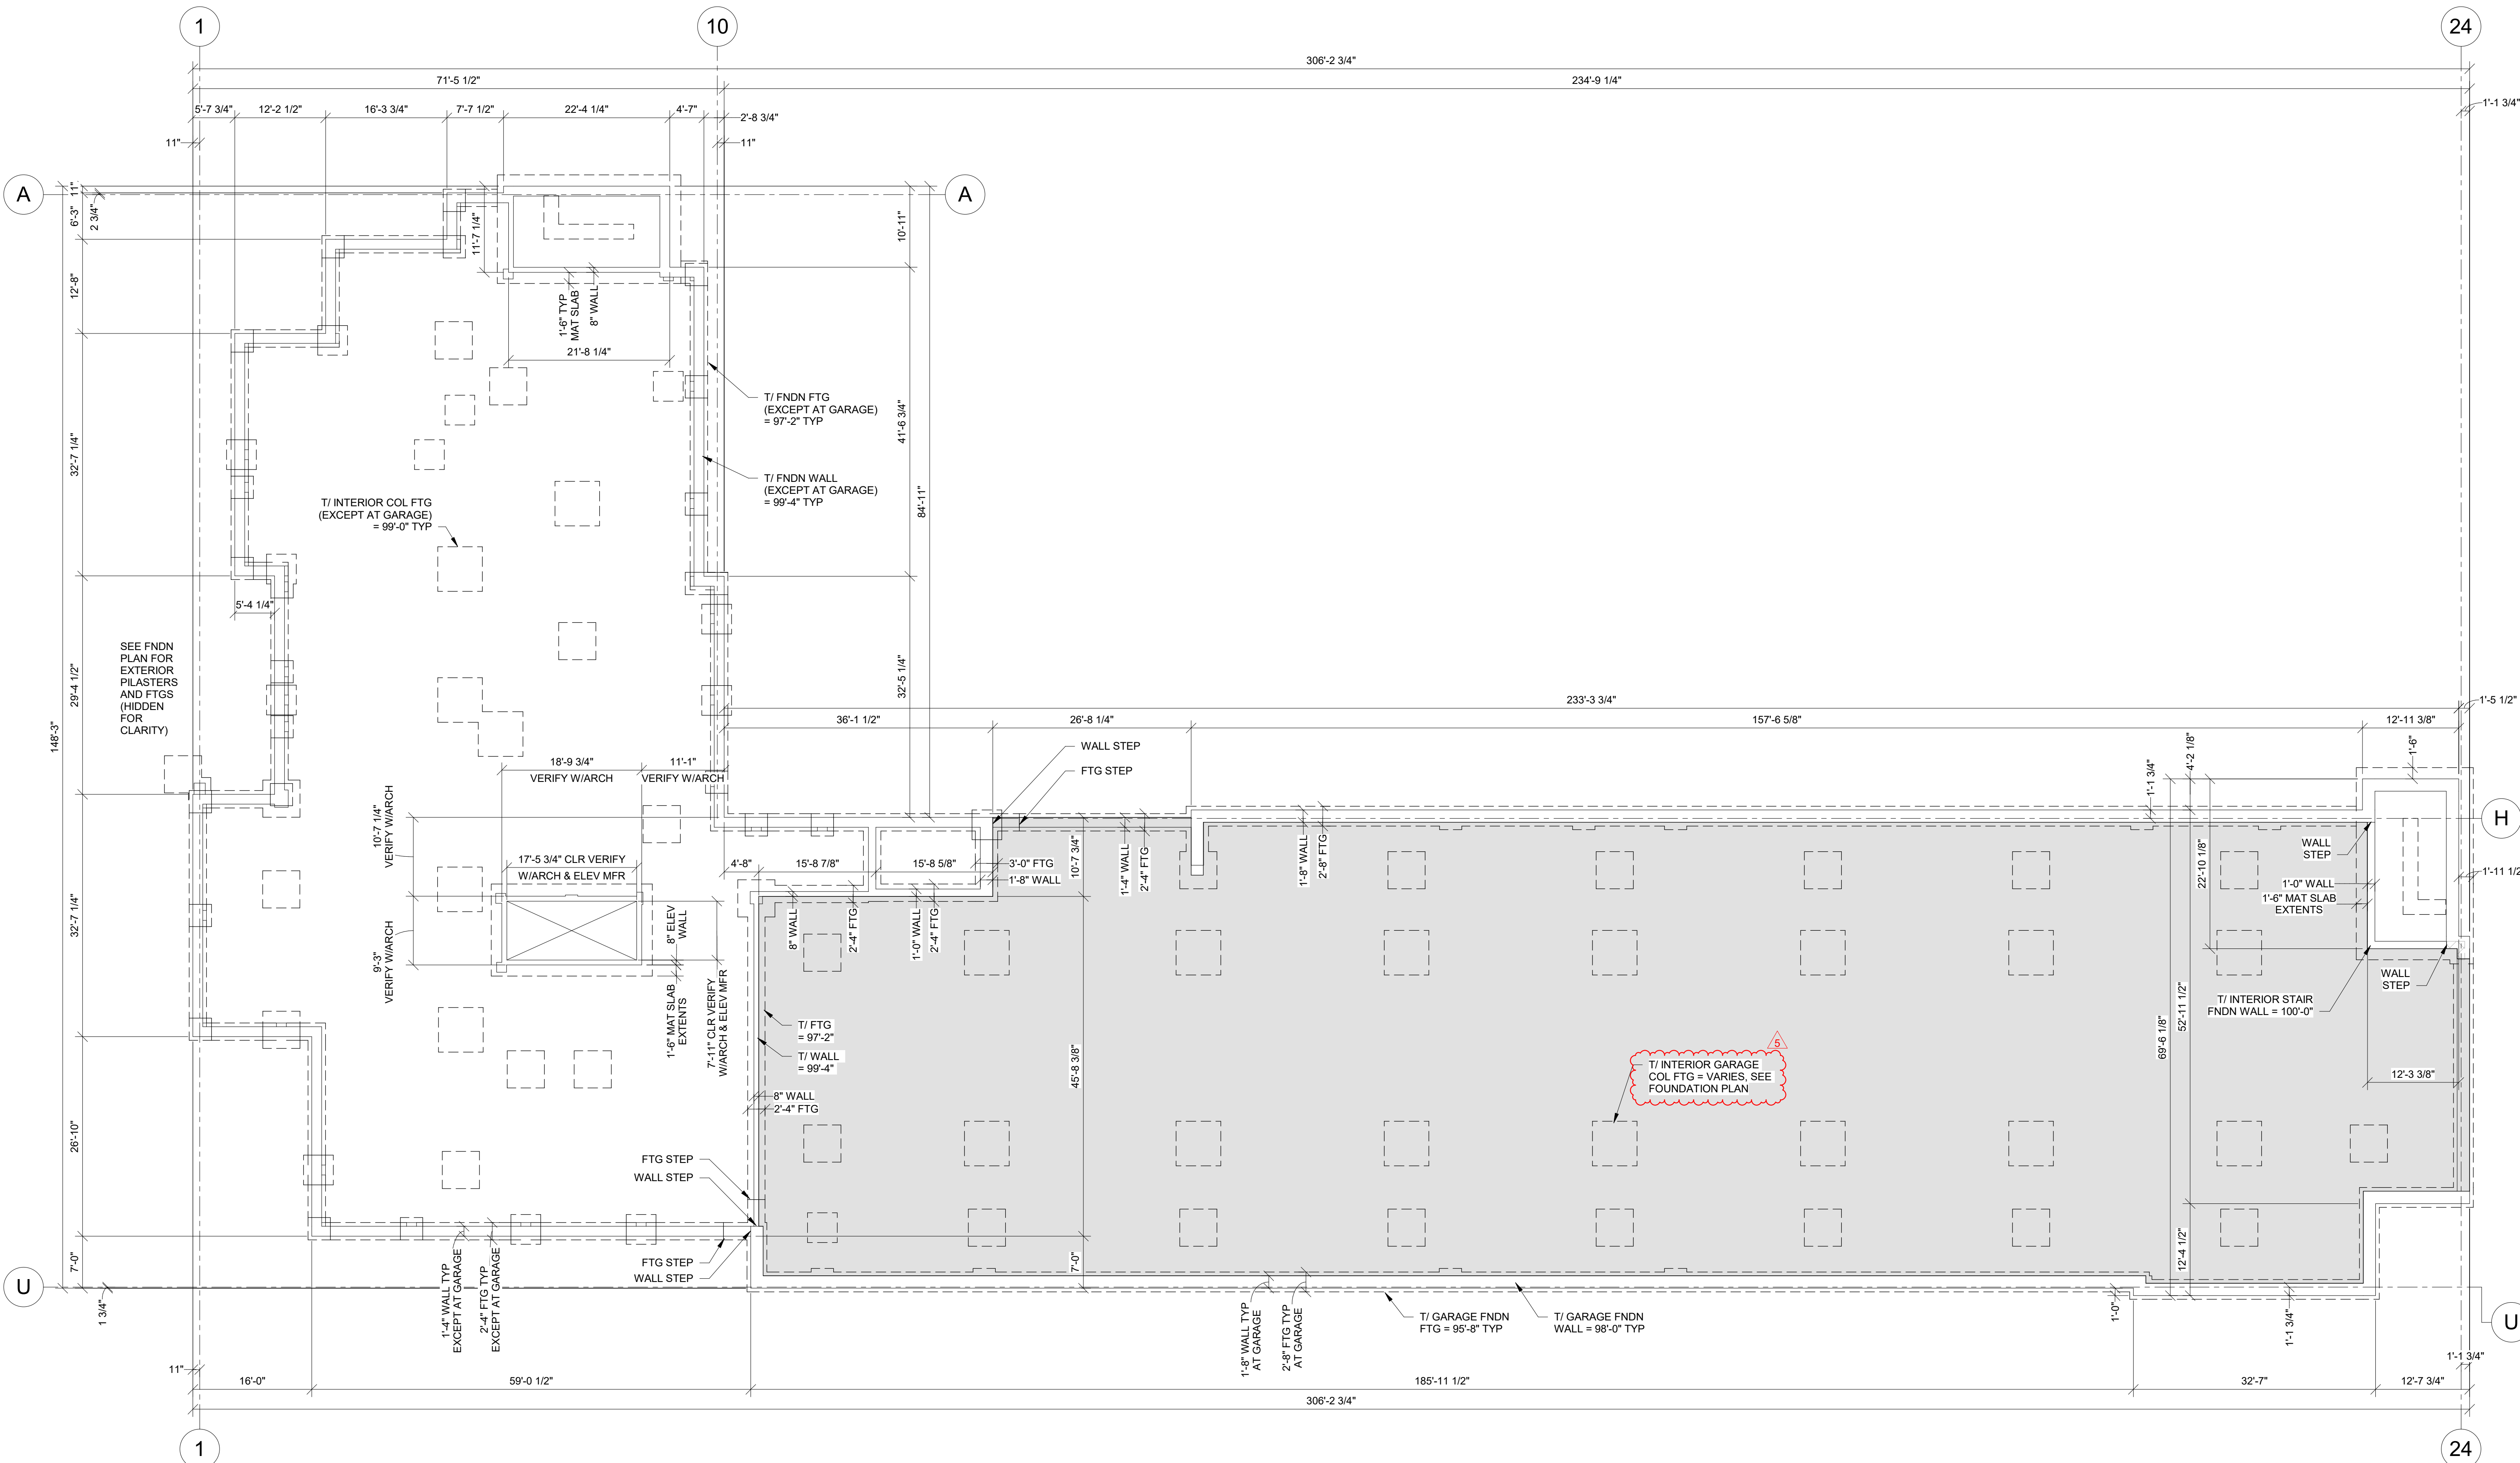 1
10
24
306'-2 3/4"
71'-5 1/2"
234'-9 1/4"
5'-7 3/4"
12'-2 1/2"
16'-3 3/4"
7'-7 1/2"
22'-4 1/4"
4'-7"
2'-8 3/4"
1'-1 3/4"
11"
11"
A
A
11"
6'-3"
2 3/4"
12'-8"
32'-7 1/4"
29'-4 1/2"
148'-3"
32'-7 1/4"
26'-10"
7'-0"
1 3/4"
11'-7 1/4"
1'-6" TYP
MAT SLAB
8" WALL
21'-8 1/4"
10'-11"
41'-6 3/4"
84'-11"
32'-5 1/4"
T/ FNDN FTG
(EXCEPT AT GARAGE)
= 97'-2" TYP
T/ FNDN WALL
(EXCEPT AT GARAGE)
= 99'-4" TYP
T/ INTERIOR COL FTG
(EXCEPT AT GARAGE)
= 99'-0" TYP
5'-4 1/4"
SEE FNDN
PLAN FOR
EXTERIOR
PILASTERS
AND FTGS
(HIDDEN
FOR
CLARITY)
233'-3 3/4"
1'-5 1/2"
36'-1 1/2"
26'-8 1/4"
157'-6 5/8"
12'-11 3/8"
WALL STEP
FTG STEP
18'-9 3/4"
VERIFY W/ARCH
11'-1"
VERIFY W/ARCH
10'-7 1/4"
VERIFY W/ARCH
9'-3"
VERIFY W/ARCH
17'-5 3/4" CLR VERIFY
W/ARCH & ELEV MFR
8" ELEV
WALL
1'-6" MAT SLAB
EXTENTS
7'-11" CLR VERIFY
W/ARCH & ELEV MFR
4'-8"
15'-8 7/8"
15'-8 5/8"
3'-0" FTG
1'-8" WALL
8" WALL
2'-4" FTG
1'-0" WALL
2'-4" FTG
10'-7 3/4"
1'-4" WALL
2'-4" FTG
1'-8" WALL
2'-8" FTG
1'-1 3/4"
4'-2 1/8"
1'-6"
22'-10 1/8"
H
WALL
STEP
1'-0" WALL
1'-6" MAT SLAB
EXTENTS
WALL
STEP
T/ INTERIOR STAIR
FNDN WALL = 100'-0"
52'-11 1/2"
69'-6 1/8"
12'-3 3/8"
T/ FTG
= 97'-2"
T/ WALL
= 99'-4"
8" WALL
2'-4" FTG
45'-8 3/8"
5
T/ INTERIOR GARAGE
COL FTG = VARIES, SEE
FOUNDATION PLAN
FTG STEP
WALL STEP
FTG STEP
WALL STEP
7'-0"
12'-4 1/2"
U
U
1'-4" WALL TYP
EXCEPT AT GARAGE
2'-4" FTG TYP
EXCEPT AT GARAGE
1'-8" WALL TYP
AT GARAGE
2'-8" FTG TYP
AT GARAGE
T/ GARAGE FNDN
FTG = 95'-8" TYP
T/ GARAGE FNDN
WALL = 98'-0" TYP
1'-0"
1'-1 3/4"
1'-1 3/4"
11"
16'-0"
59'-0 1/2"
185'-11 1/2"
32'-7"
12'-7 3/4"
306'-2 3/4"
1
24